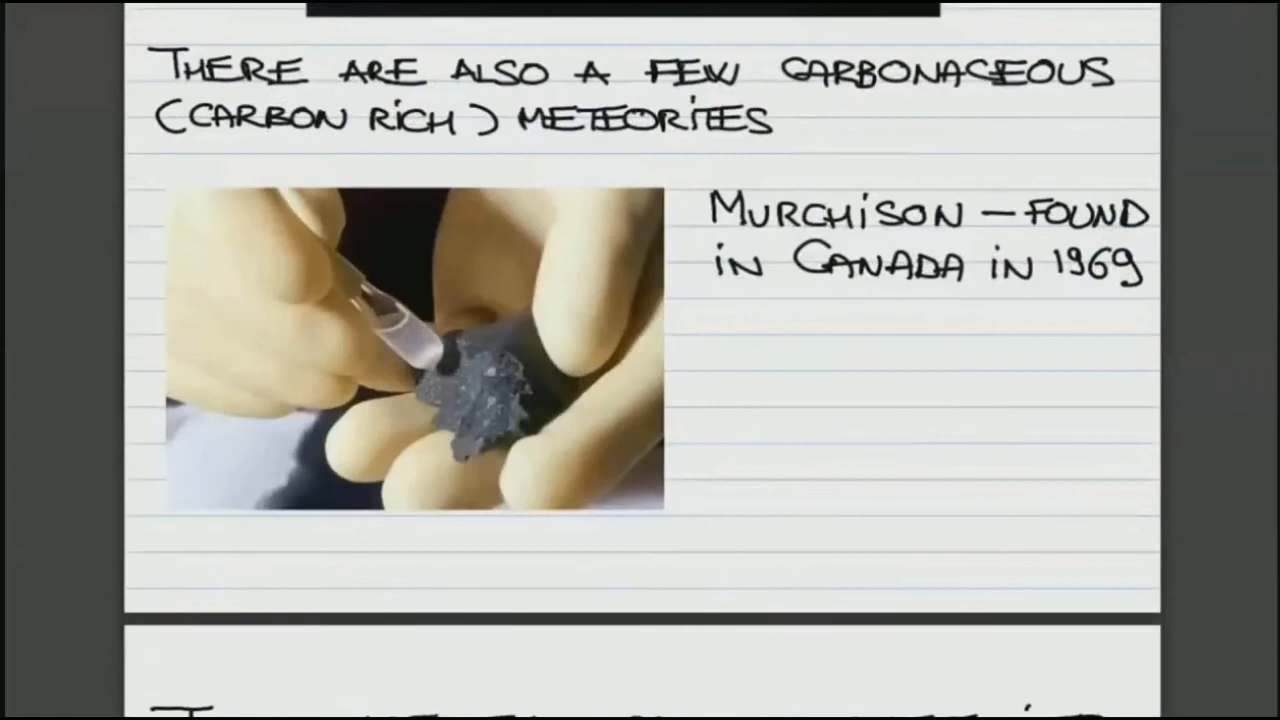 THERE ARE ALSO A FEW CARBONACEOUS
(CARBON RICH) METEORITES
MURCHISON – FOUND
IN CANADA IN 1969